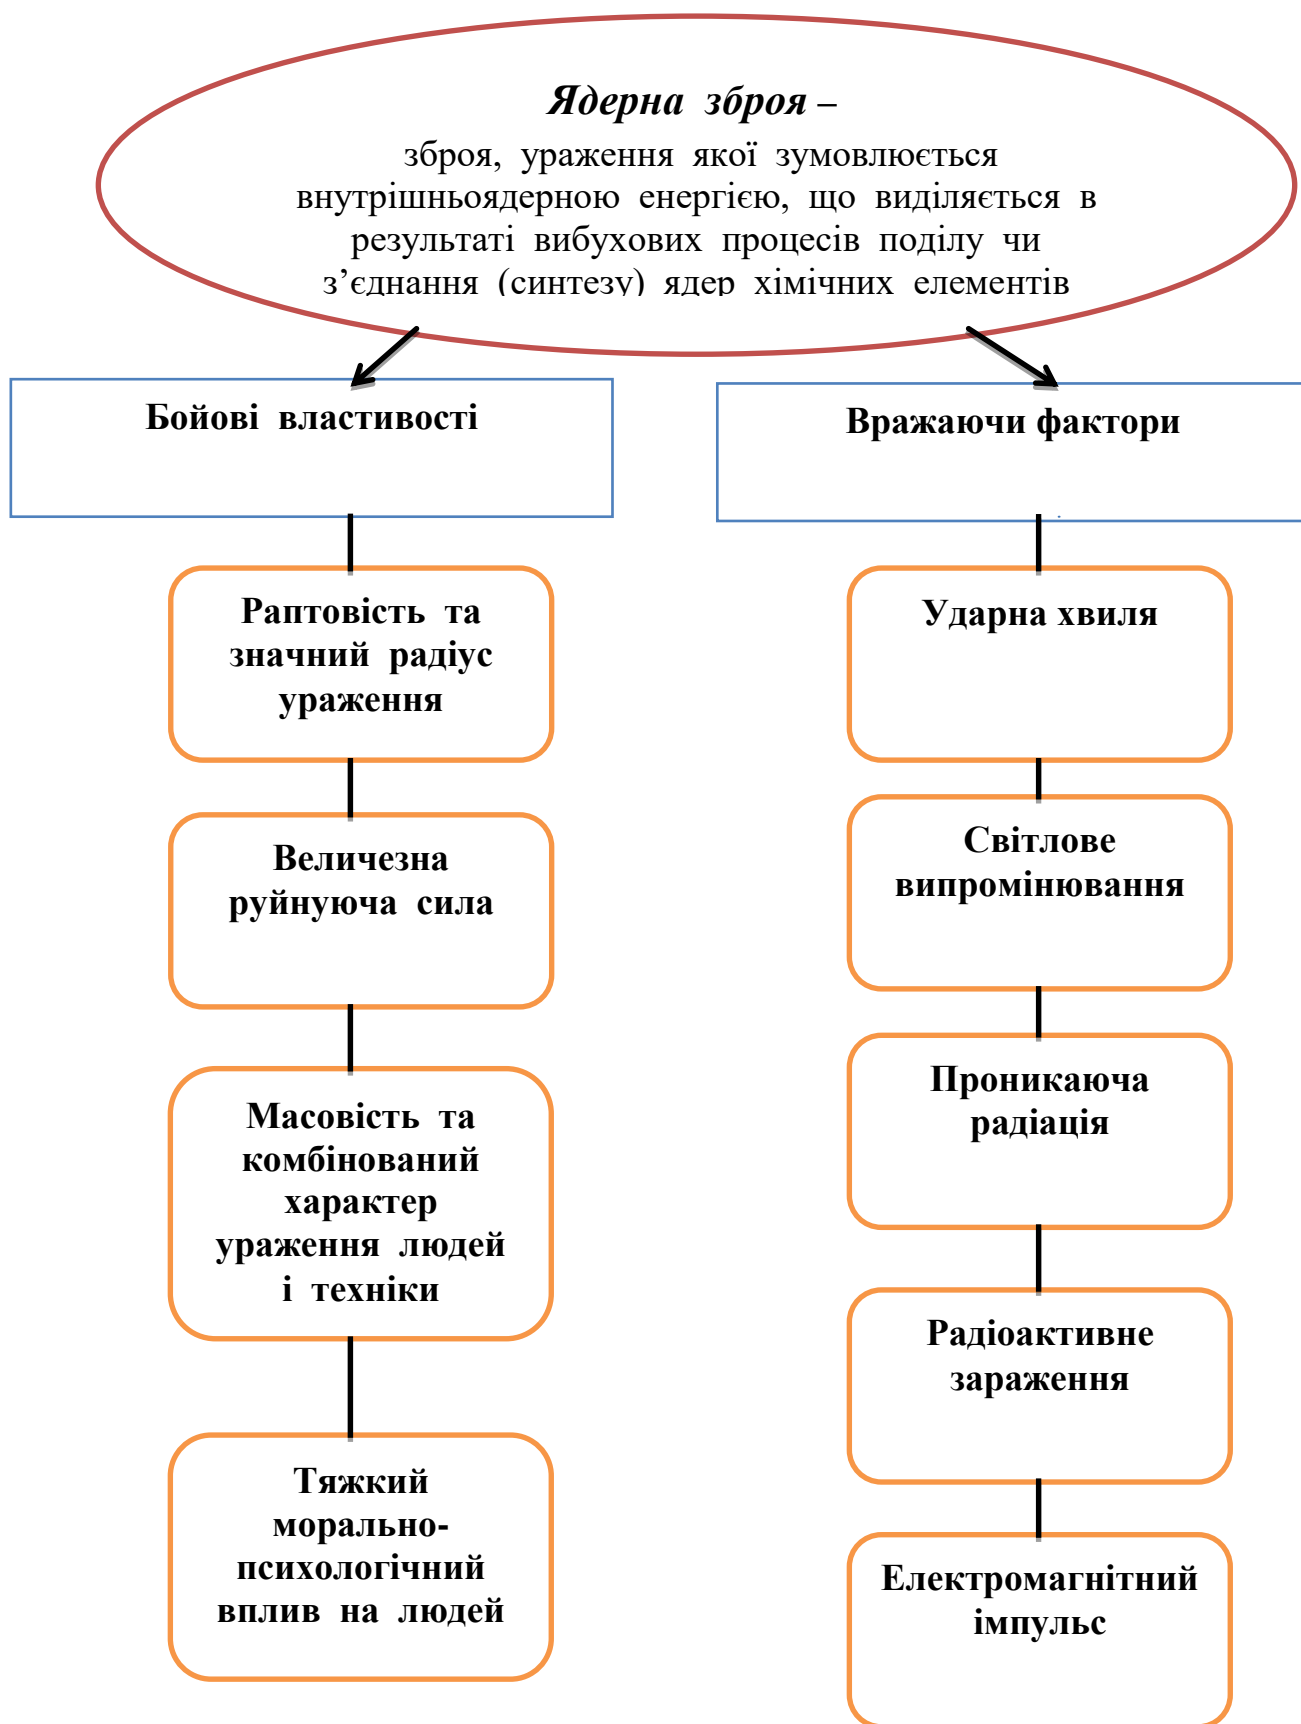 Ядерна зброя –
зброя, ураження якої зумовлюється
внутрішньоядерною енергією, що виділяється в
результаті вибухових процесів поділу чи
з’єднання (синтезу) ядер хімічних елементів
Бойові властивості
Раптовість та
значний радіус
ураження
Величезна
руйнуюча сила
Масовість та
комбінований
характер
ураження людей
і техніки
Тяжкий
морально-
психологічний
вплив на людей
Вражаючи фактори
Ударна хвиля
Світлове
випромінювання
Проникаюча
радіація
Радіоактивне
зараження
Електромагнітний
імпульс